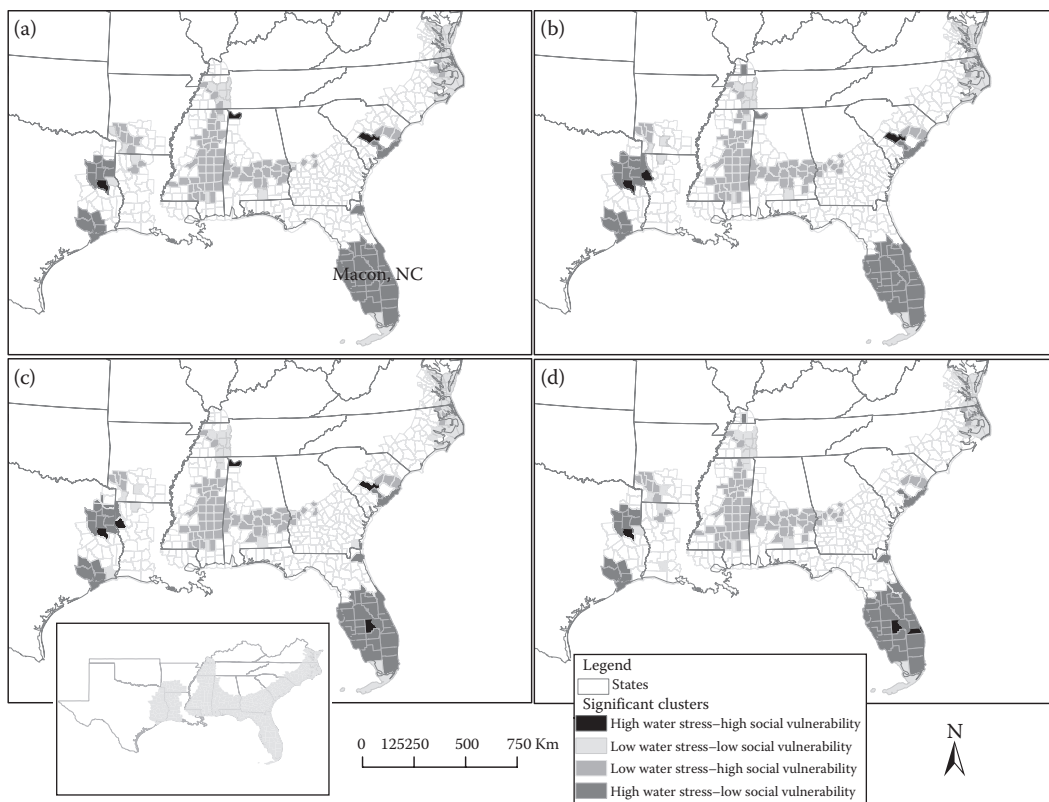 (a)
(b)
Macon, NC
(c)
(d)
Legend
States
Significant clusters
High water stress–high social vulnerability
Low water stress–low social vulnerability
Low water stress–high social vulnerability
High water stress–low social vulnerability
0 125250 500 750 Km
N